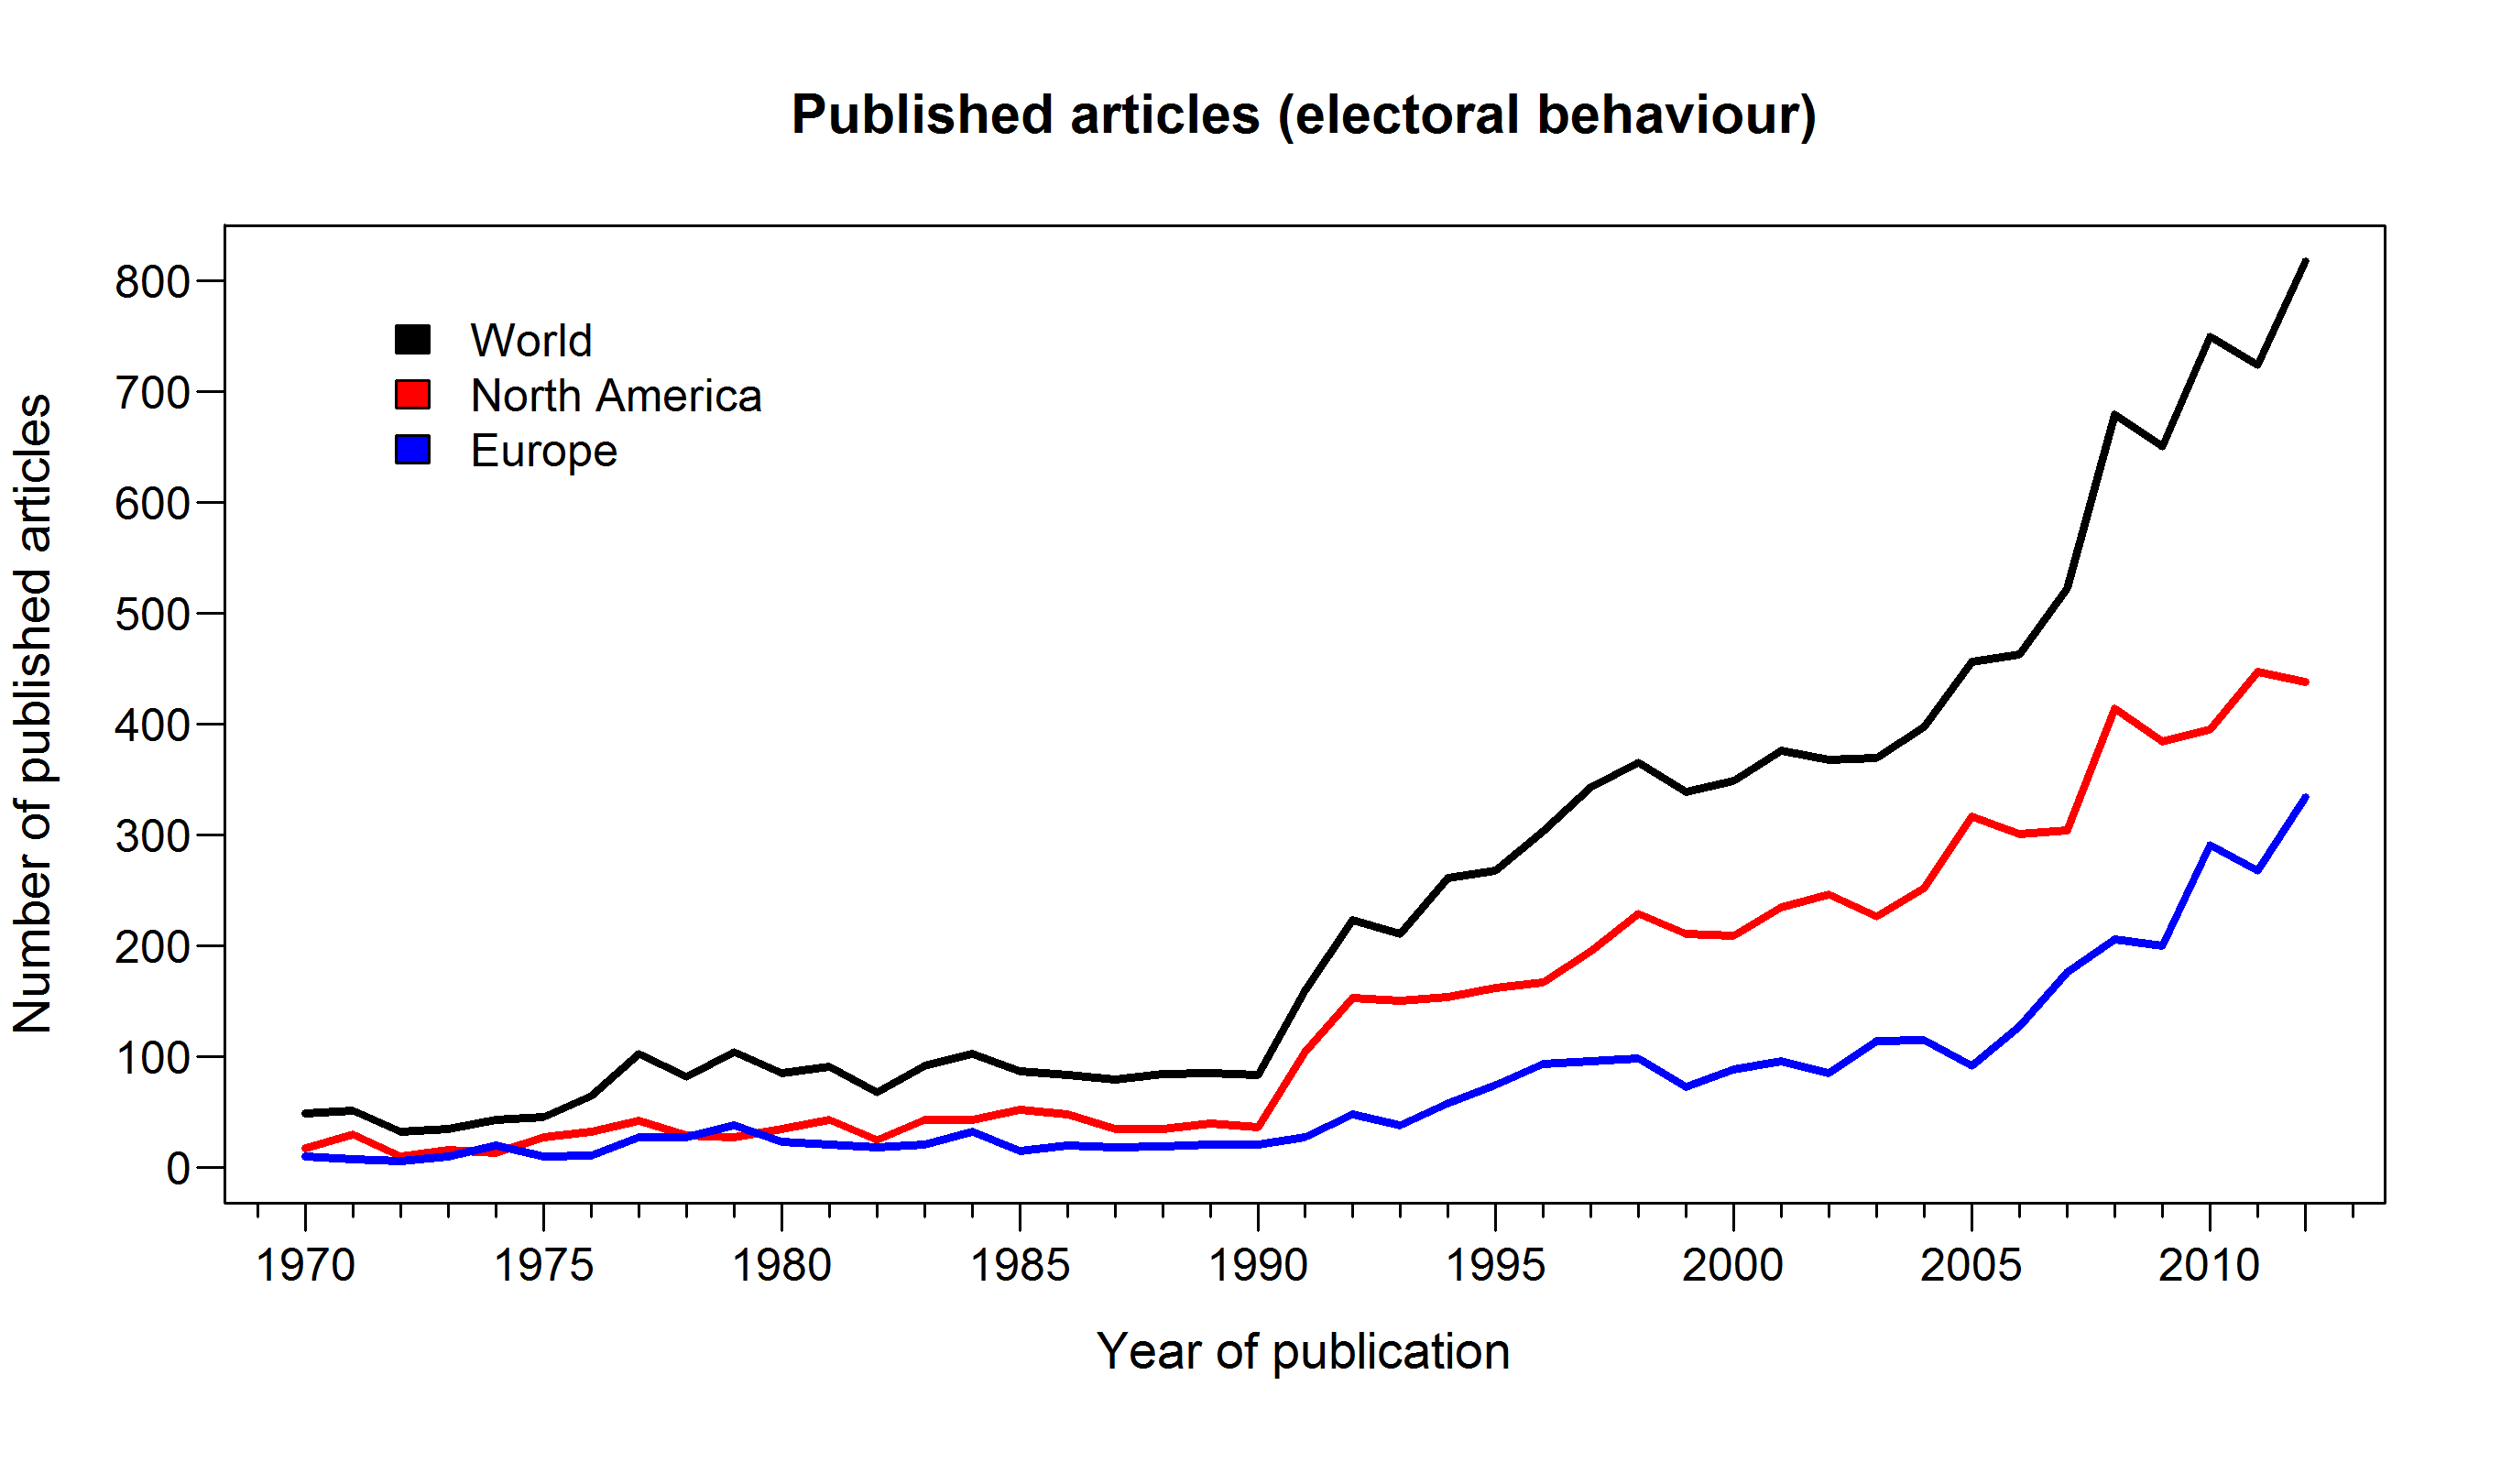 Published articles (electoral behaviour)
Number of published articles
800
700
600
500
400
300
200
100
0
World
North America
Europe
1970 1975 1980 1985 1990 1995 2000 2005 2010
Year of publication